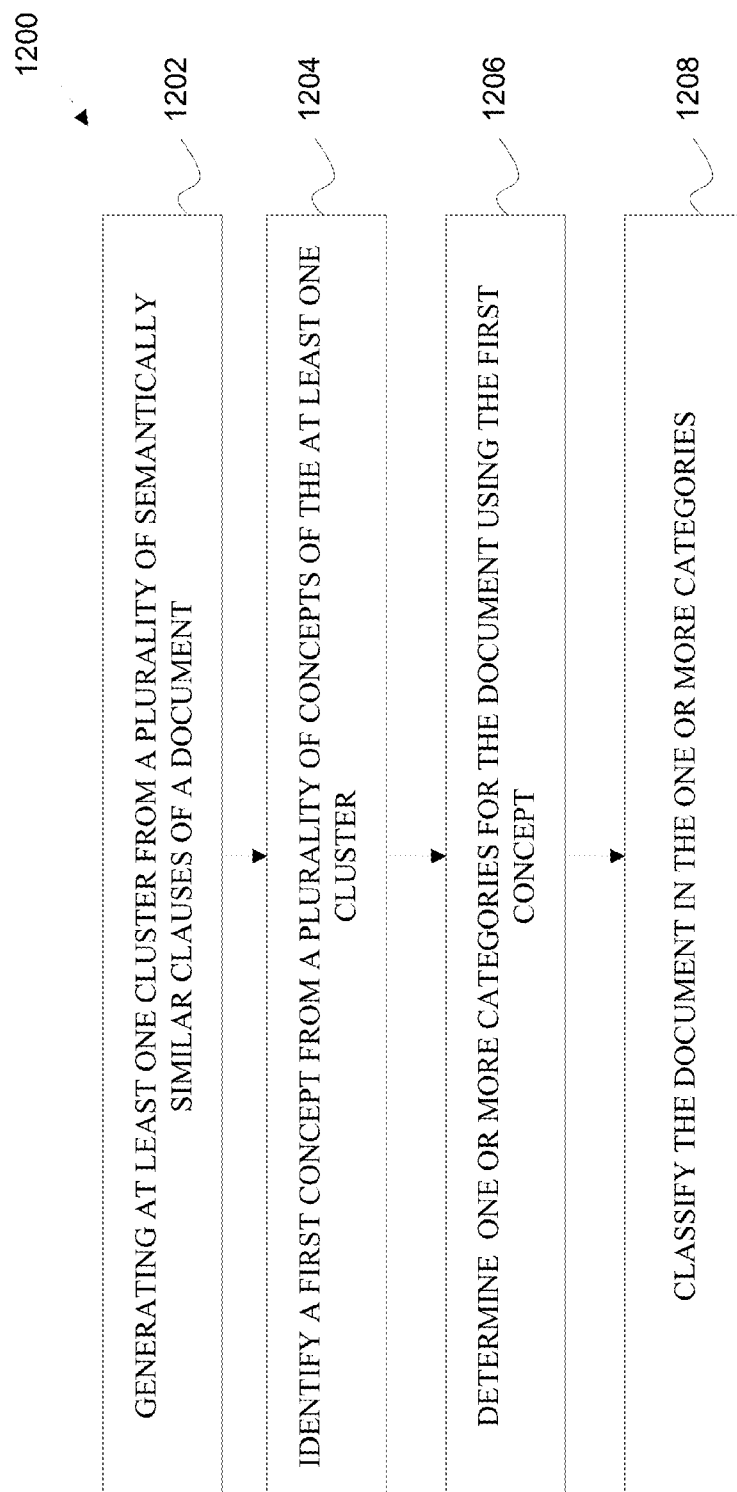 1200
GENERATING AT LEAST ONE CLUSTER FROM A PLURALITY OF SEMANTICALLY
SIMILAR CLAUSES OF A DOCUMENT
1202
IDENTIFY A FIRST CONCEPT FROM A PLURALITY OF CONCEPTS OF THE AT LEAST ONE
CLUSTER
1204
DETERMINE ONE OR MORE CATEGORIES FOR THE DOCUMENT USING THE FIRST
CONCEPT
1206
CLASSIFY THE DOCUMENT IN THE ONE OR MORE CATEGORIES
1208